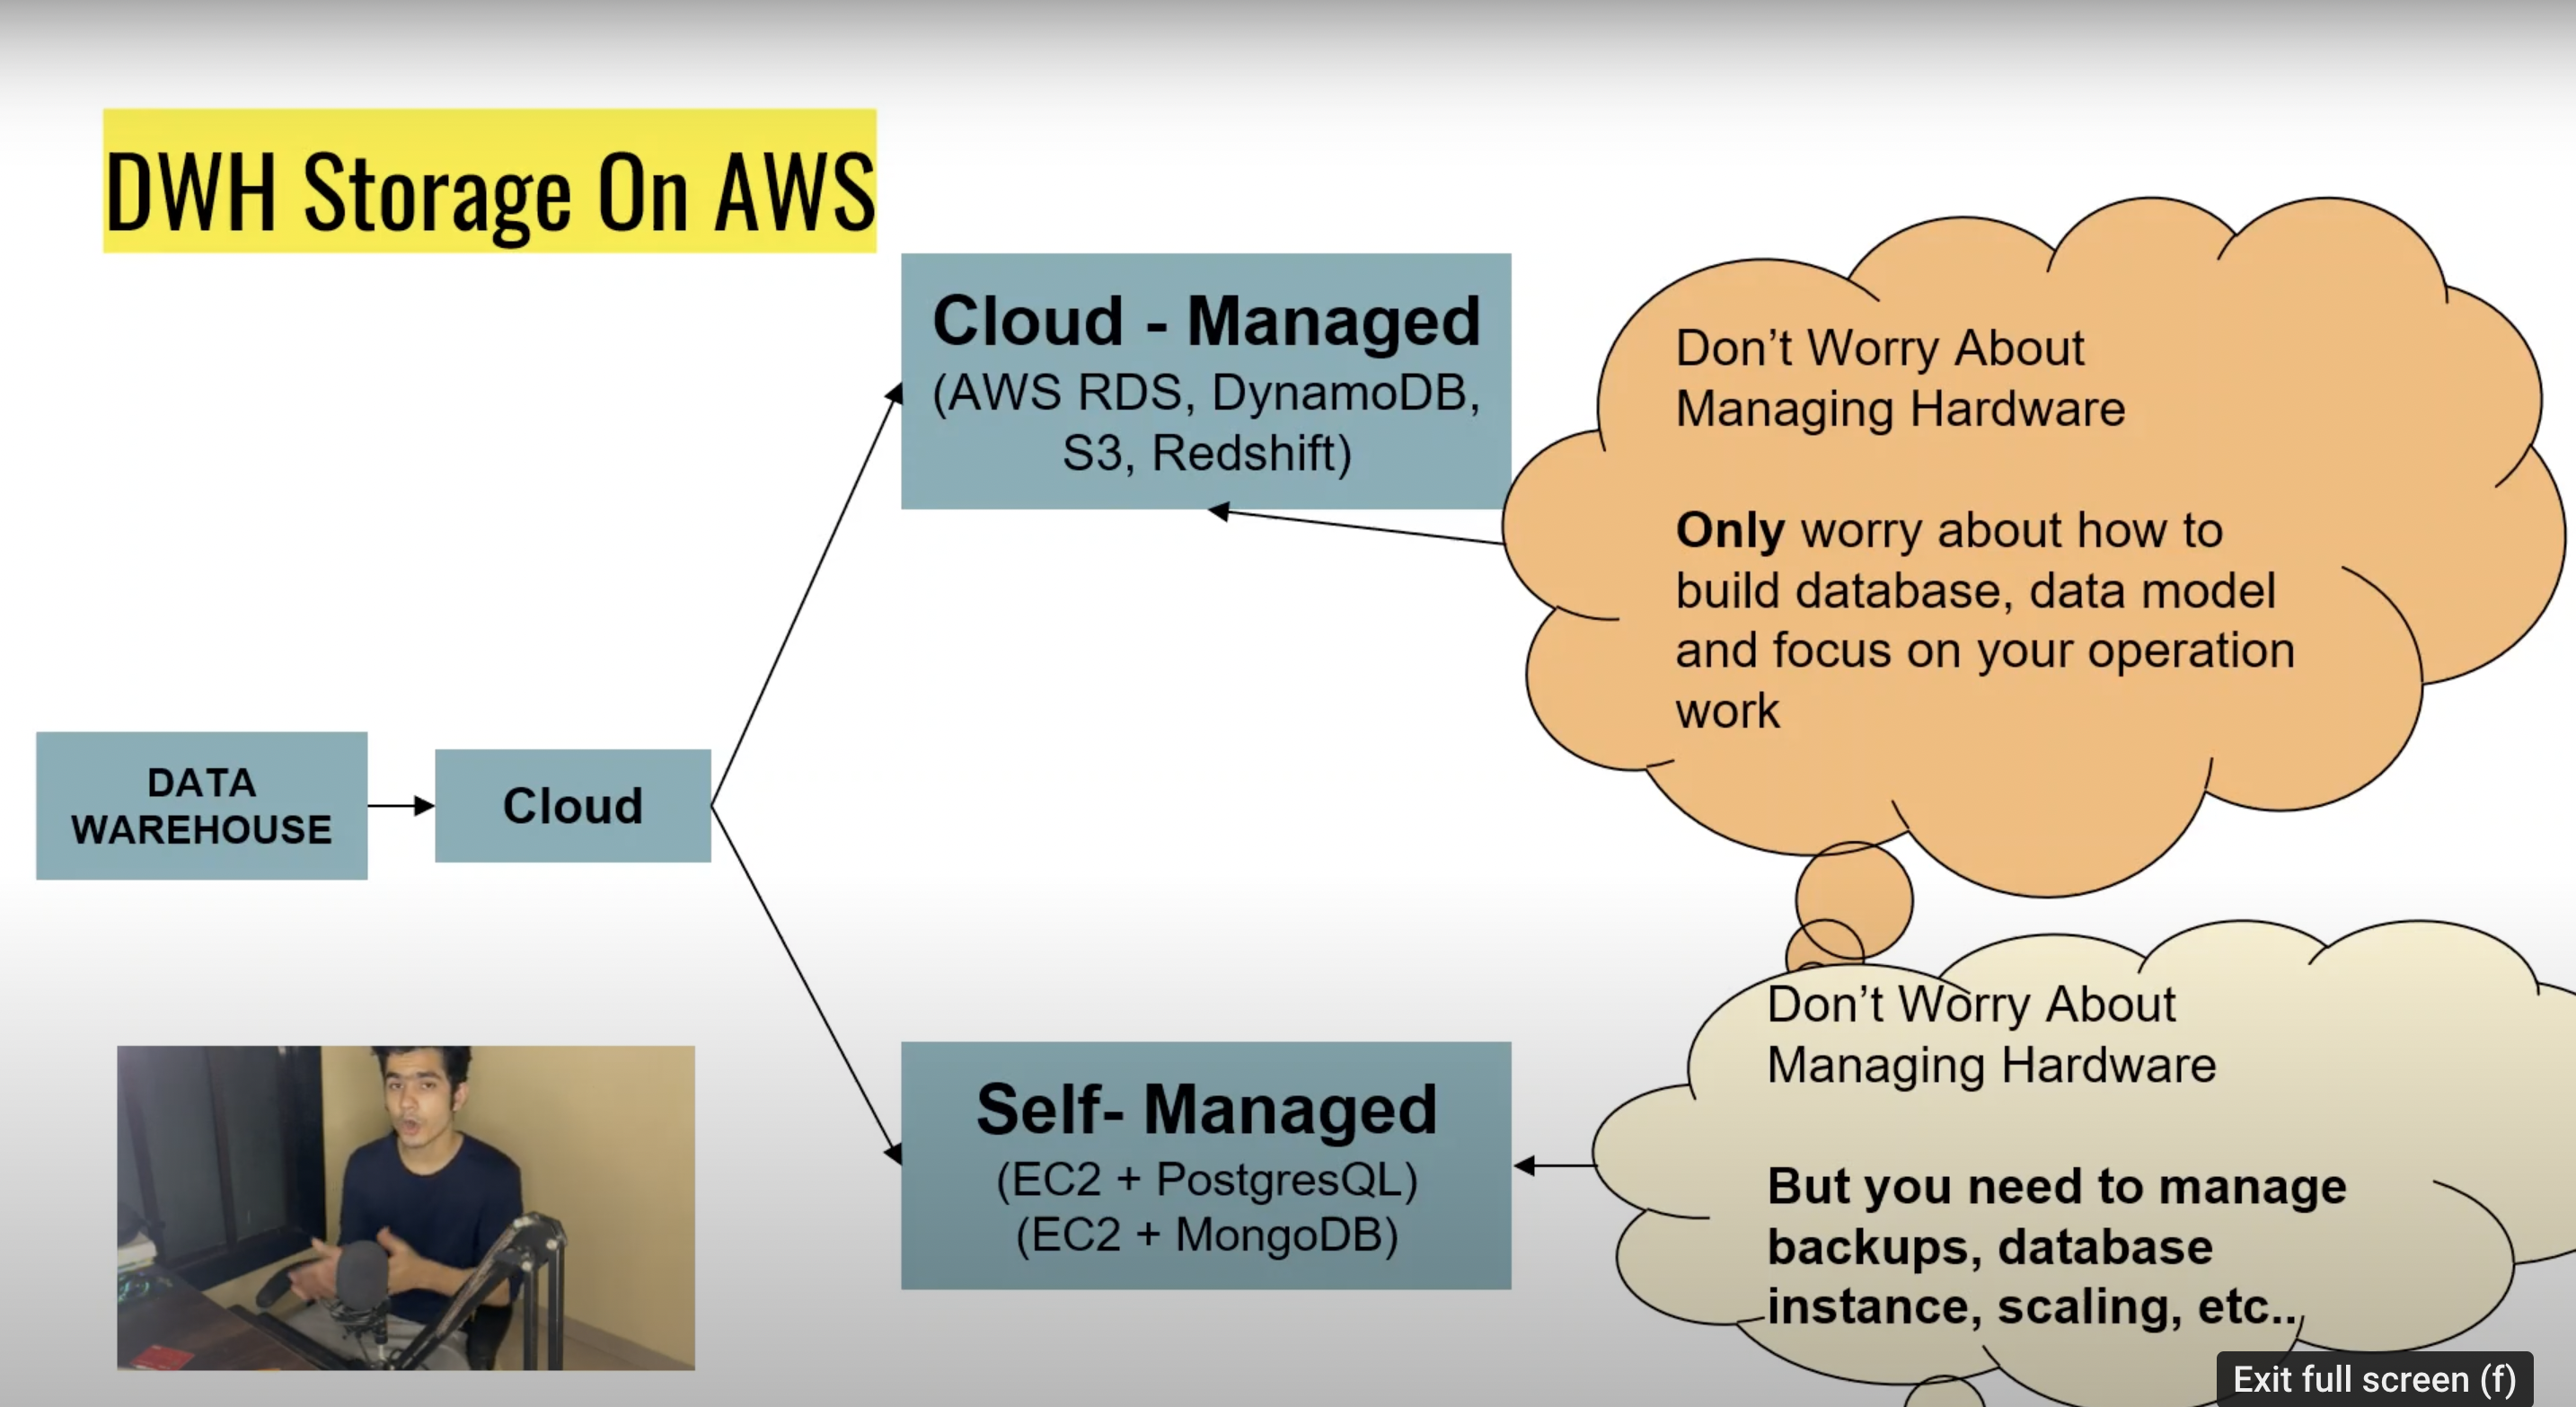 DWH Storage On AWS
Cloud - Managed
(AWS RDS, DynamoDB,
S3, Redshift)
Don’t Worry About
Managing Hardware
Only worry about how to
build database, data model
and focus on your operation
work
DATA
WAREHOUSE
Cloud
Self- Managed
(EC2 + PostgresQL)
(EC2 + MongoDB)
Don’t Worry About
Managing Hardware
But you need to manage
backups, database
instance, scaling, etc..
Exit full screen (f)